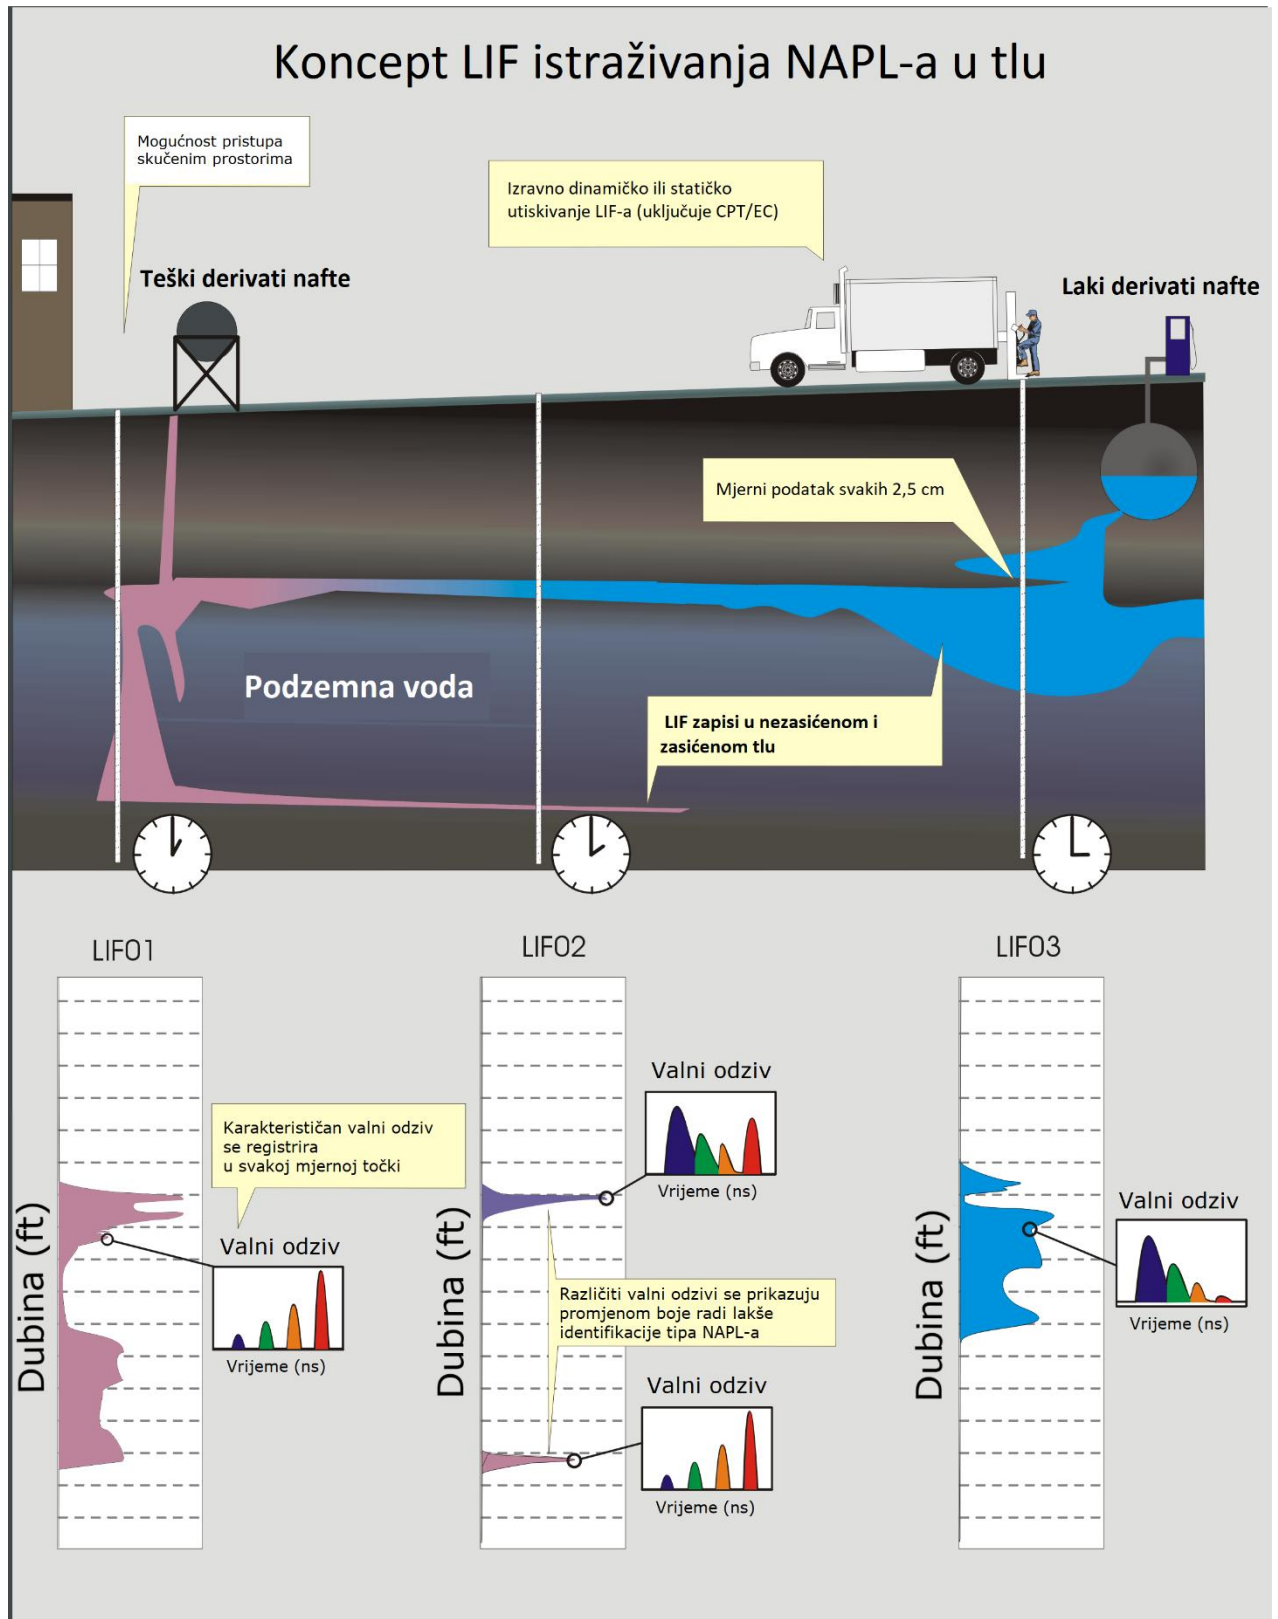 Koncept LIF istraživanja NAPL-a u tlu
Mogućnost pristupa
skučenim prostorima
Izravno dinamičko ili statičko
utiskivanje LIF-a (uključuje CPT/EC)
Teški derivati nafte
Laki derivati nafte
Mjerni podatak svakih 2,5 cm
Podzemna voda
LIF zapisi u nezasićenom i
zasićenom tlu
LIF01
LIF02
LIF03
Dubina (ft)
Karakterističan valni odziv
se registrira
u svakoj mjernoj točki
Valni odziv
Vrijeme (ns)
Dubina (ft)
Valni odziv
Vrijeme (ns)
Različiti valni odzivi se prikazuju
promjenom boje radi lakše
identifikacije tipa NAPL-a
Valni odziv
Vrijeme (ns)
Dubina (ft)
Valni odziv
Vrijeme (ns)